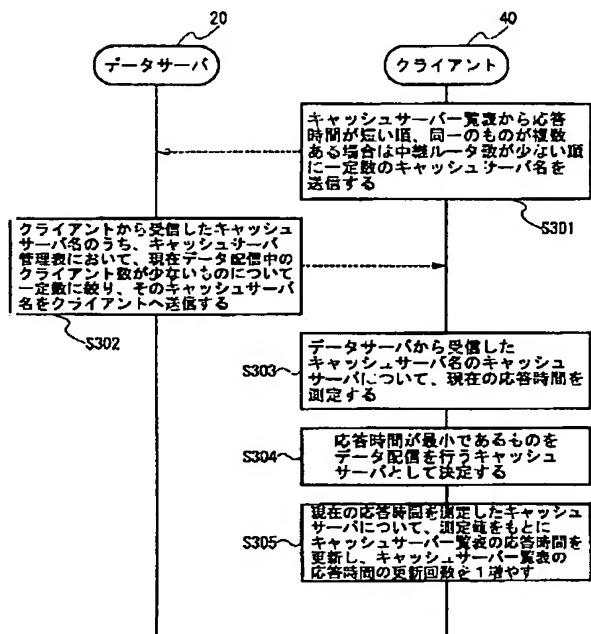 20
データサーバ
40
クライアント
キャッシュサーバー覧表から応答
時間が短い順、同一のものが複数
ある場合は中継ルータ数が少ない順
に一定数のキャッシュサーバ名を
送信する
S301
クライアントから受信したキャッシュ
サーバ名のうち、キャッシュサーバ
管理表において、現在データ配信中の
クライアント数が少ないものについて
一定数に絞り、そのキャッシュサーバ
名をクライアントへ送信する
S302
データサーバから受信した
キャッシュサーバ名のキャッシュ
サーバについて、現在の応答時間を
測定する
S303
応答時間が最小であるものを
データ配信を行うキャッシュ
サーバとして決定する
S304
現在の応答時間を測定したキャッシュ
サーバについて、測定値をもとに
キャッシュサーバ一覧表の応答時間を
更新し、キャッシュサーバ一覧表の
応答時間の更新回数を1増やす
S305